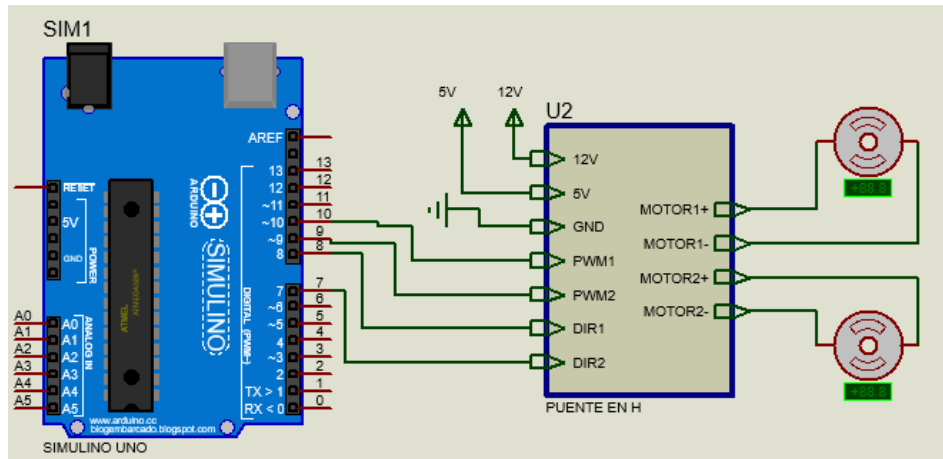 SIM1
AREF
13 13
12 12
~11 11
~10 10
~9 9
8 8
7 7
~6 6
~5 5
4 4
~3 3
2 2
TX > 1 1
RX < 0 0
RESET
5V
GND
POWER
A0 A0
A1 A1
A2 A2
A3 A3
A4 A4
A5 A5
ANALOG IN
ATMEL
ARDUINO
SIMULINO
DIGITAL (PWM~)
www.arduino.cc
blogembarcado.blogspot.com
SIMULINO UNO
5V 12V
U2
12V
5V
GND
PWM1
PWM2
DIR1
DIR2
MOTOR1+
MOTOR1-
MOTOR2+
MOTOR2-
PUENTE EN H
+88.8
+88.8